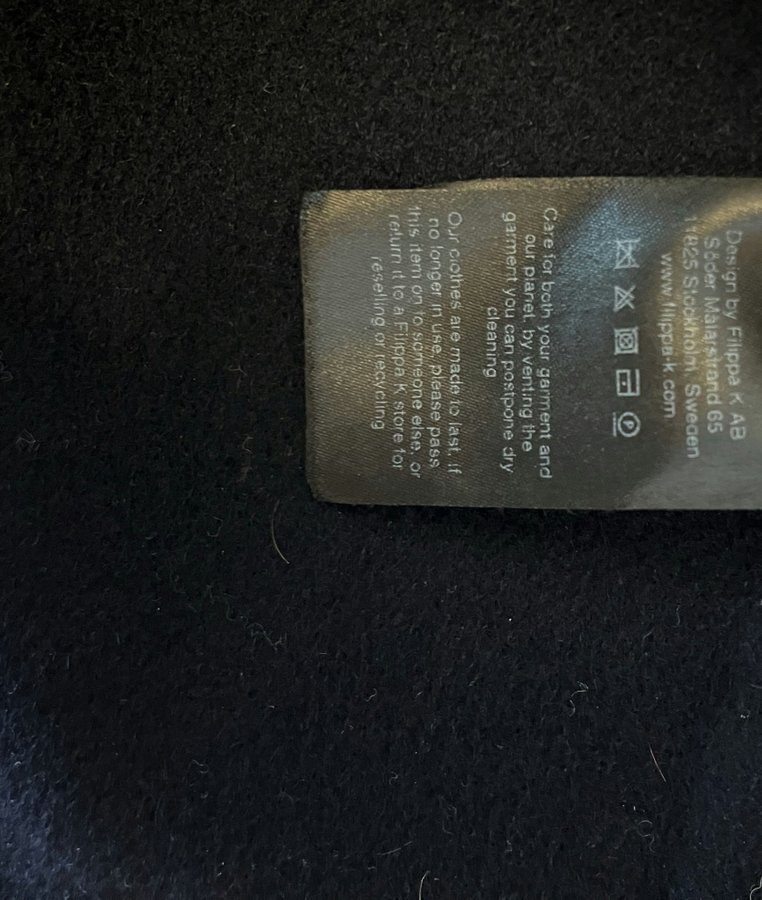 Design by Filippa K AB
Söder Mälarstrand 65
11825 Stockholm, Sweden
www.filippa-k.com
Care for both your garment and
our planet, by venting the
garment you can postpone dry
cleaning
Our clothes are made to last, if
no longer in use, please pass
this item on to someone else, or
return it to a Filippa K store for
reselling or recycling